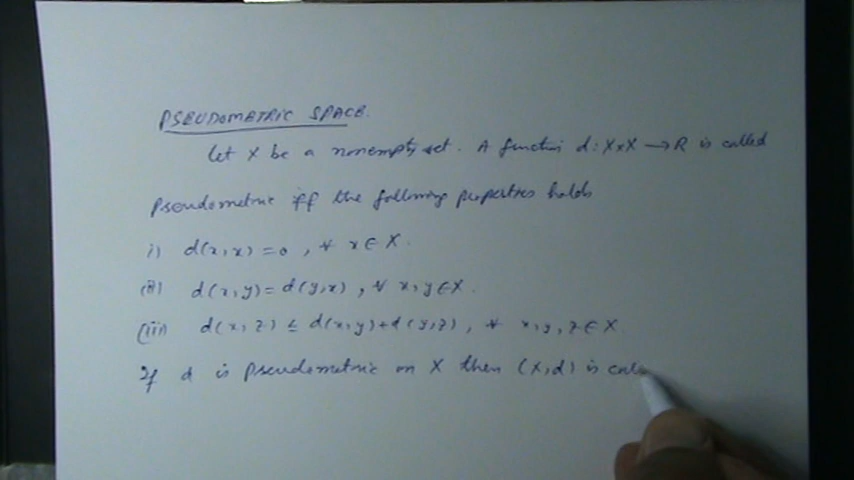 PSEUDOMETRIC SPACE.
Let X be a nonempty set. A function d: X×X → R is called
Pseudometric iff the following properties holds
i) d(x,x) = 0, ∀ x ∈ X.
(ii) d(x,y) = d(y,x), ∀ x,y ∈ X.
(iii) d(x,z) ≤ d(x,y)+d(y,z), ∀ x,y,z ∈ X.
If d is pseudometric on X then (X,d) is calle